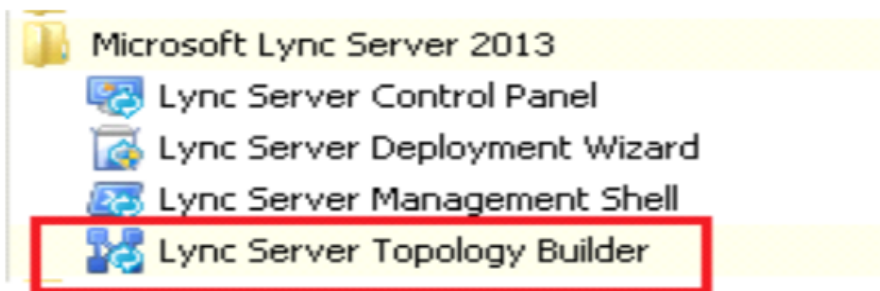 Microsoft Lync Server 2013
Lync Server Control Panel
Lync Server Deployment Wizard
Lync Server Management Shell
Lync Server Topology Builder